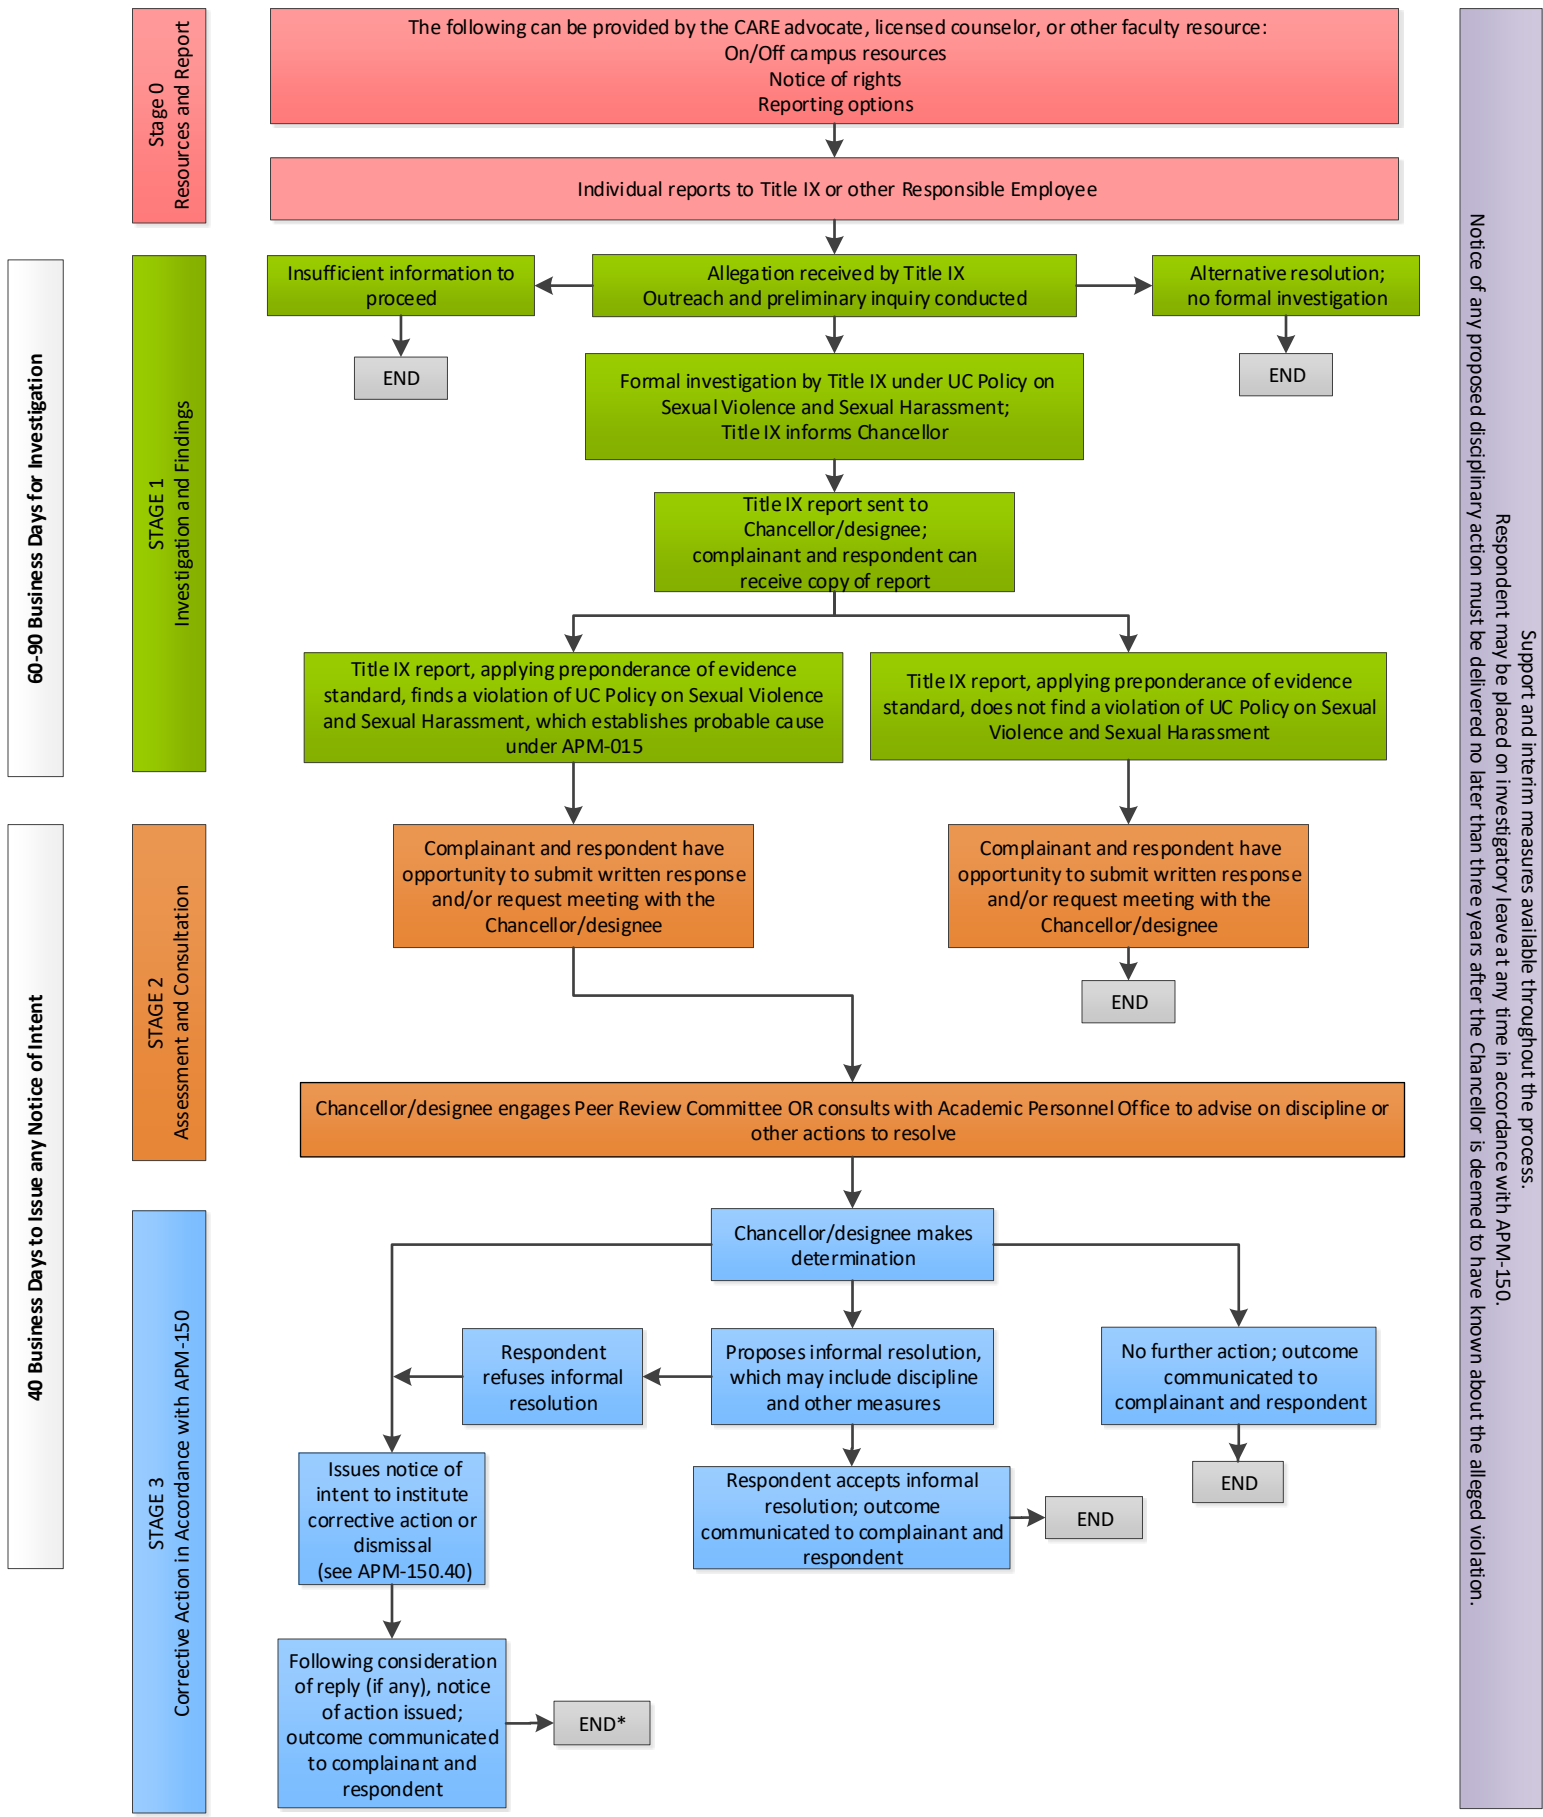 Stage 0
Resources and Report
The following can be provided by the CARE advocate, licensed counselor, or other faculty resource:
On/Off campus resources
Notice of rights
Reporting options
Individual reports to Title IX or other Responsible Employee
60-90 Business Days for Investigation
STAGE 1
Investigation and Findings
Insufficient information to
proceed
Allegation received by Title IX
Outreach and preliminary inquiry conducted
Alternative resolution;
no formal investigation
END
END
Formal investigation by Title IX under UC Policy on
Sexual Violence and Sexual Harassment;
Title IX informs Chancellor
Title IX report sent to
Chancellor/designee;
complainant and respondent can
receive copy of report
Title IX report, applying preponderance of evidence
standard, finds a violation of UC Policy on Sexual Violence
and Sexual Harassment, which establishes probable cause
under APM-015
Title IX report, applying preponderance of evidence
standard, does not find a violation of UC Policy on Sexual
Violence and Sexual Harassment
40 Business Days to Issue any Notice of Intent
STAGE 2
Assessment and Consultation
Complainant and respondent have
opportunity to submit written response
and/or request meeting with the
Chancellor/designee
Complainant and respondent have
opportunity to submit written response
and/or request meeting with the
Chancellor/designee
END
Chancellor/designee engages Peer Review Committee OR consults with Academic Personnel Office to advise on discipline or
other actions to resolve
STAGE 3
Corrective Action in Accordance with APM-150
Chancellor/designee makes
determination
Respondent
refuses informal
resolution
Proposes informal resolution,
which may include discipline
and other measures
No further action; outcome
communicated to
complainant and respondent
Issues notice of
intent to institute
corrective action or
dismissal
(see APM-150.40)
Respondent accepts informal
resolution; outcome
communicated to complainant and
respondent
END
END
Following consideration
of reply (if any), notice
of action issued;
outcome communicated
to complainant and
respondent
END*
Support and interim measures available throughout the process.
Respondent may be placed on investigatory leave at any time in accordance with APM-150.
Notice of any proposed disciplinary action must be delivered no later than three years after the Chancellor is deemed to have known about the alleged violation.